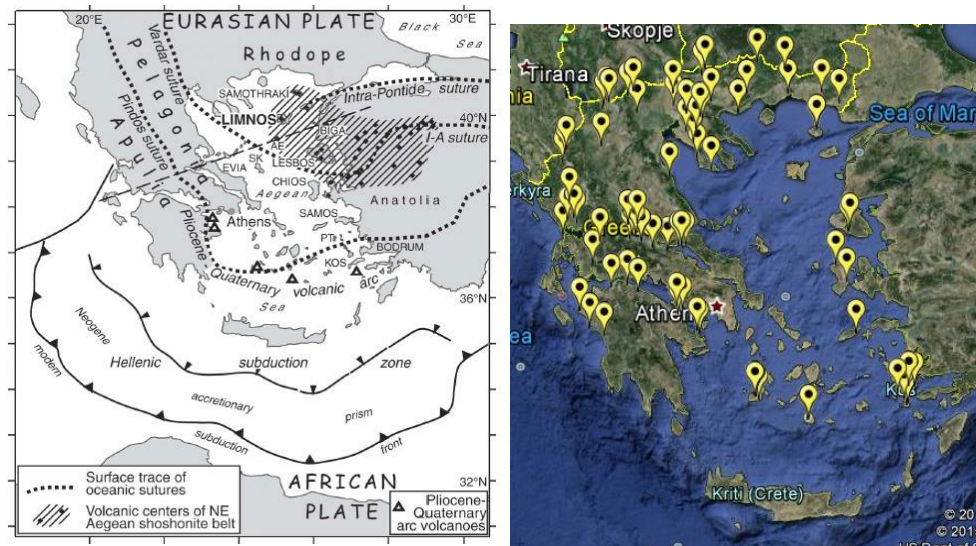 EURASIAN PLATE
20°E
30°E
Black
Sea
Vardar suture
Pelagonia
Rhodope
SAMOTHRAKI
Intra-Pontide
suture
LIMNOS
40°N
Pindos suture
BIGA
I-A suture
AE
Apulia
SK
LESBOS
EVIA
CHIOS
Aegean
Anatolia
SAMOS
Athens
PT
BODRUM
KOS
Pliocene
Quaternary
volcanic
arc
Sea
36°N
Neogene
Hellenic
subduction
zone
modern
accretionary
prism
subduction
front
Surface trace of
oceanic sutures
AFRICAN
PLATE
32°N
Volcanic centers of NE
Aegean shoshonite belt
Pliocene-
Quaternary
arc volcanoes
Skopje
Tirana
Sea of Mar
Athen
Kriti (Crete)
© 20
© 201